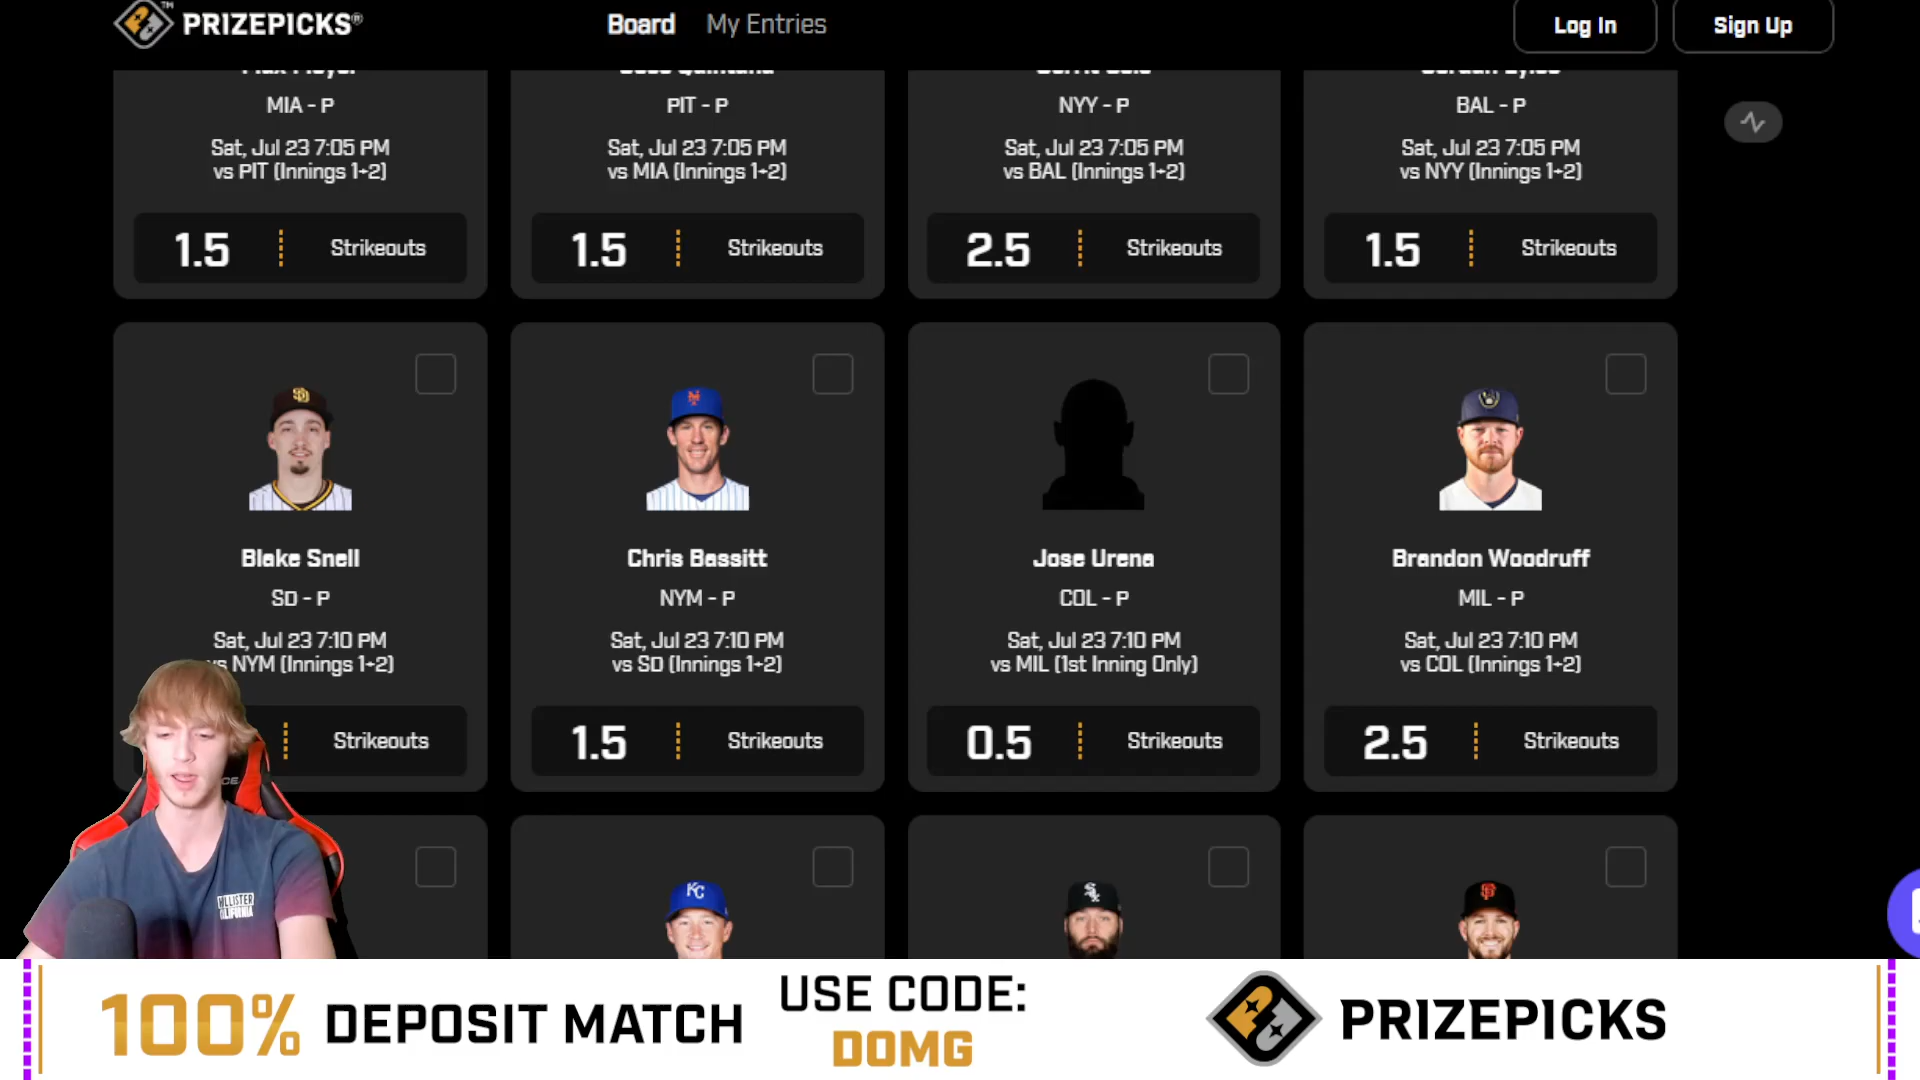 PRIZEPICKS®
Board
My Entries
Log In
Sign Up
MIA - P
Sat, Jul 23 7:05 PM
vs PIT (Innings 1+2)
1.5
Strikeouts
PIT - P
Sat, Jul 23 7:05 PM
vs MIA (Innings 1+2)
1.5
Strikeouts
NYY - P
Sat, Jul 23 7:05 PM
vs BAL (Innings 1+2)
2.5
Strikeouts
BAL - P
Sat, Jul 23 7:05 PM
vs NYY (Innings 1+2)
1.5
Strikeouts
Blake Snell
SD - P
Sat, Jul 23 7:10 PM
vs NYM (Innings 1+2)
Strikeouts
Chris Bassitt
NYM - P
Sat, Jul 23 7:10 PM
vs SD (Innings 1+2)
1.5
Strikeouts
Jose Urena
COL - P
Sat, Jul 23 7:10 PM
vs MIL (1st Inning Only)
0.5
Strikeouts
Brandon Woodruff
MIL - P
Sat, Jul 23 7:10 PM
vs COL (Innings 1+2)
2.5
Strikeouts
100% DEPOSIT MATCH
USE CODE:
DOMG
PRIZEPICKS